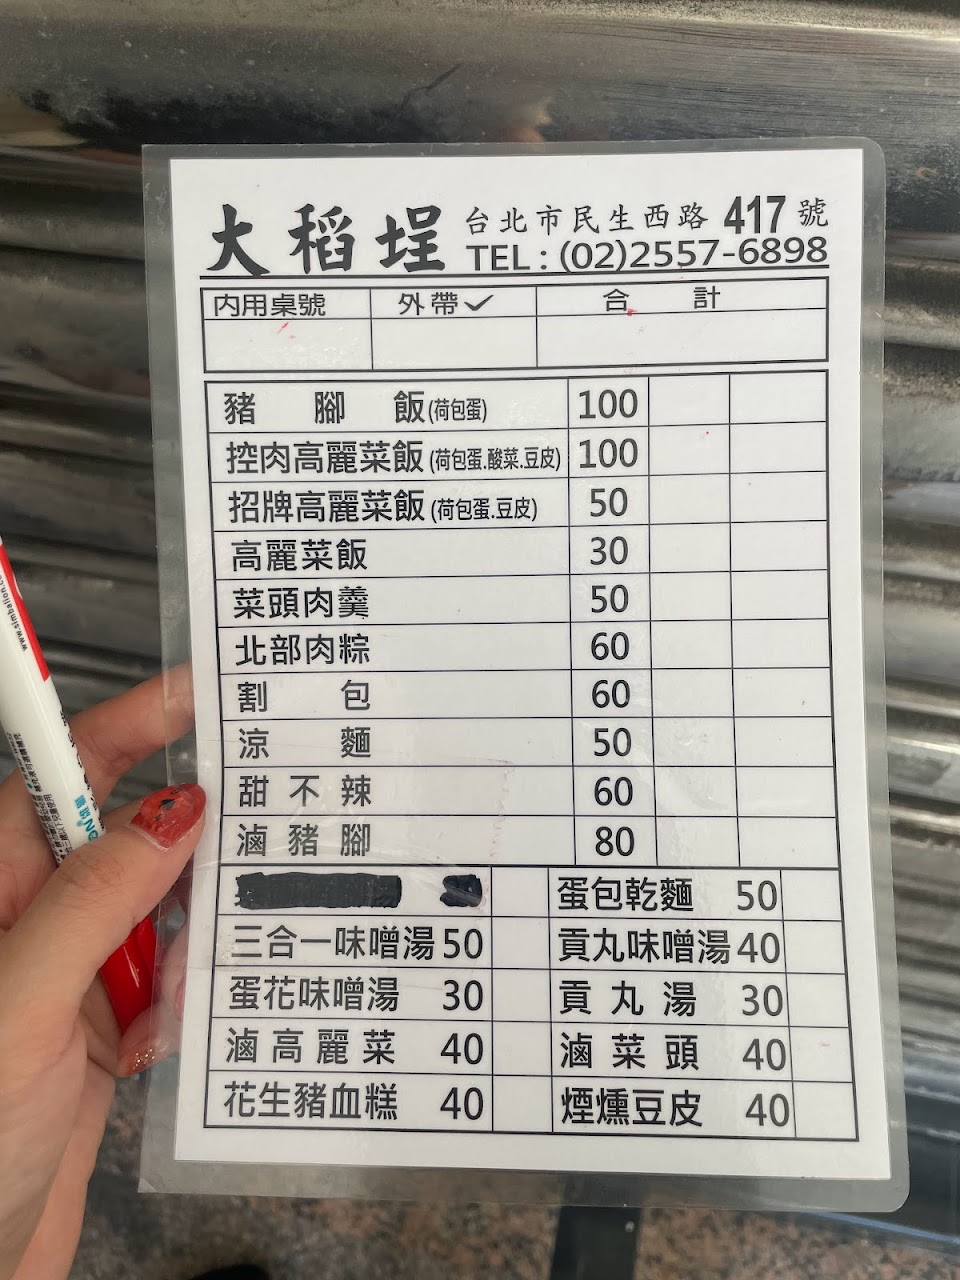 大稻埕 台北市民生西路 417 號
TEL : (02)2557-6898
內用桌號 外帶✓ 合計
豬腳飯(荷包蛋) 100
控肉高麗菜飯(荷包蛋.酸菜.豆皮) 100
招牌高麗菜飯(荷包蛋.豆皮) 50
高麗菜飯 30
菜頭肉羹 50
北部肉粽 60
割包 60
涼麵 50
甜不辣 60
滷豬腳 80
蛋包乾麵 50
三合一味噌湯 50 貢丸味噌湯 40
蛋花味噌湯 30 貢丸湯 30
滷高麗菜 40 滷菜頭 40
花生豬血糕 40 煙燻豆皮 40
www.simbalion.co